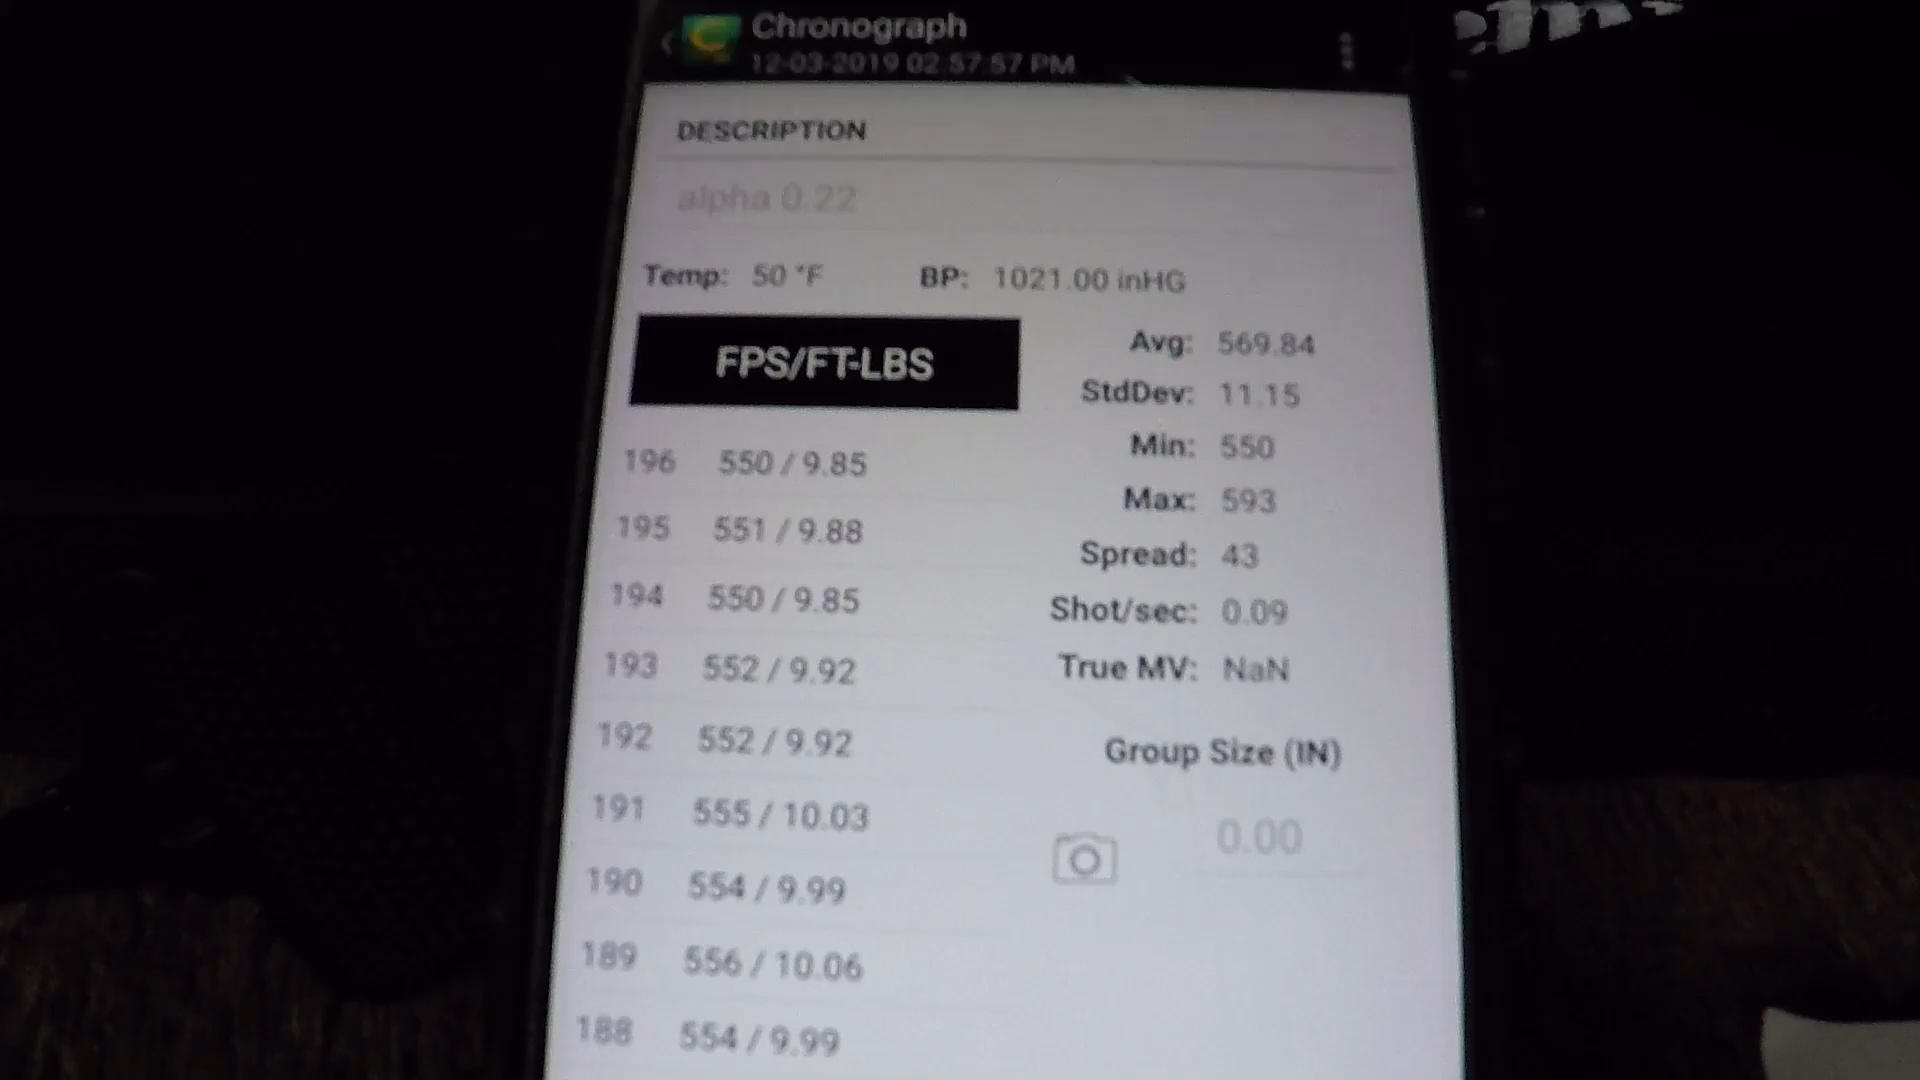 Chronograph
12-03-2019 02:57:57 PM
DESCRIPTION
alpha 0.22
Temp: 50 °F BP: 1021.00 inHG
FPS/FT-LBS
196 550 / 9.85
195 551 / 9.88
194 550 / 9.85
193 552 / 9.92
192 552 / 9.92
191 555 / 10.03
190 554 / 9.99
189 556 / 10.06
188 554 / 9.99
Avg: 569.84
StdDev: 11.15
Min: 550
Max: 593
Spread: 43
Shot/sec: 0.09
True MV: NaN
Group Size (IN)
0.00